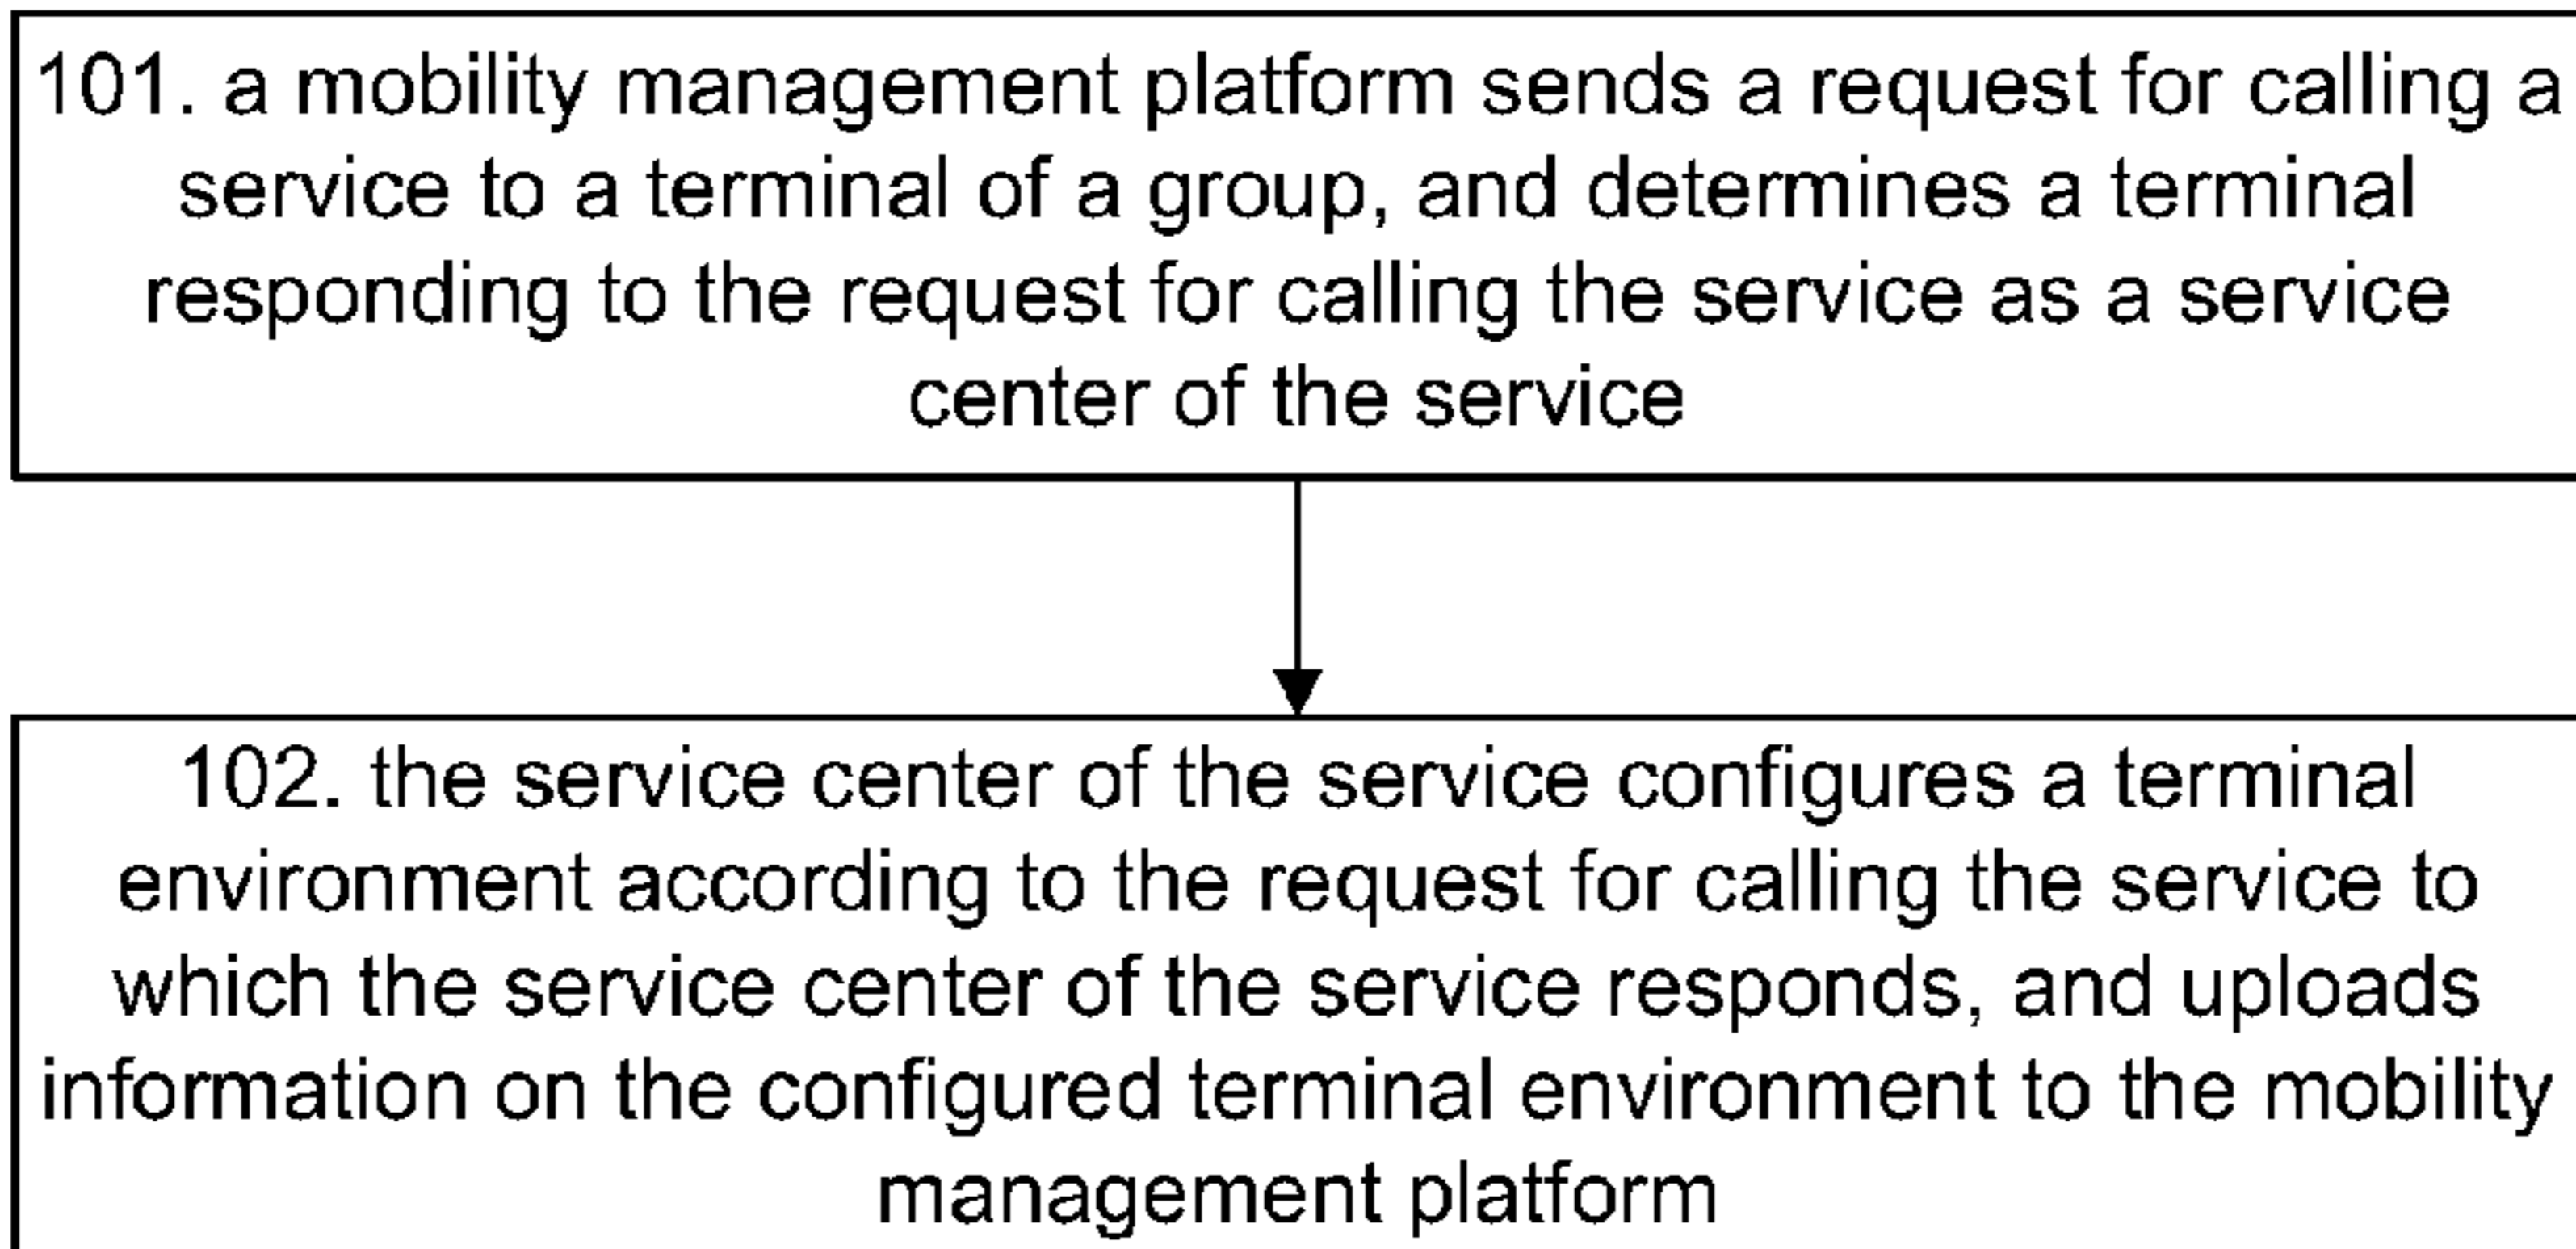 101. a mobility management platform sends a request for calling a
service to a terminal of a group, and determines a terminal
responding to the request for calling the service as a service
center of the service
102. the service center of the service configures a terminal
environment according to the request for calling the service to
which the service center of the service responds, and uploads
information on the configured terminal environment to the mobility
management platform